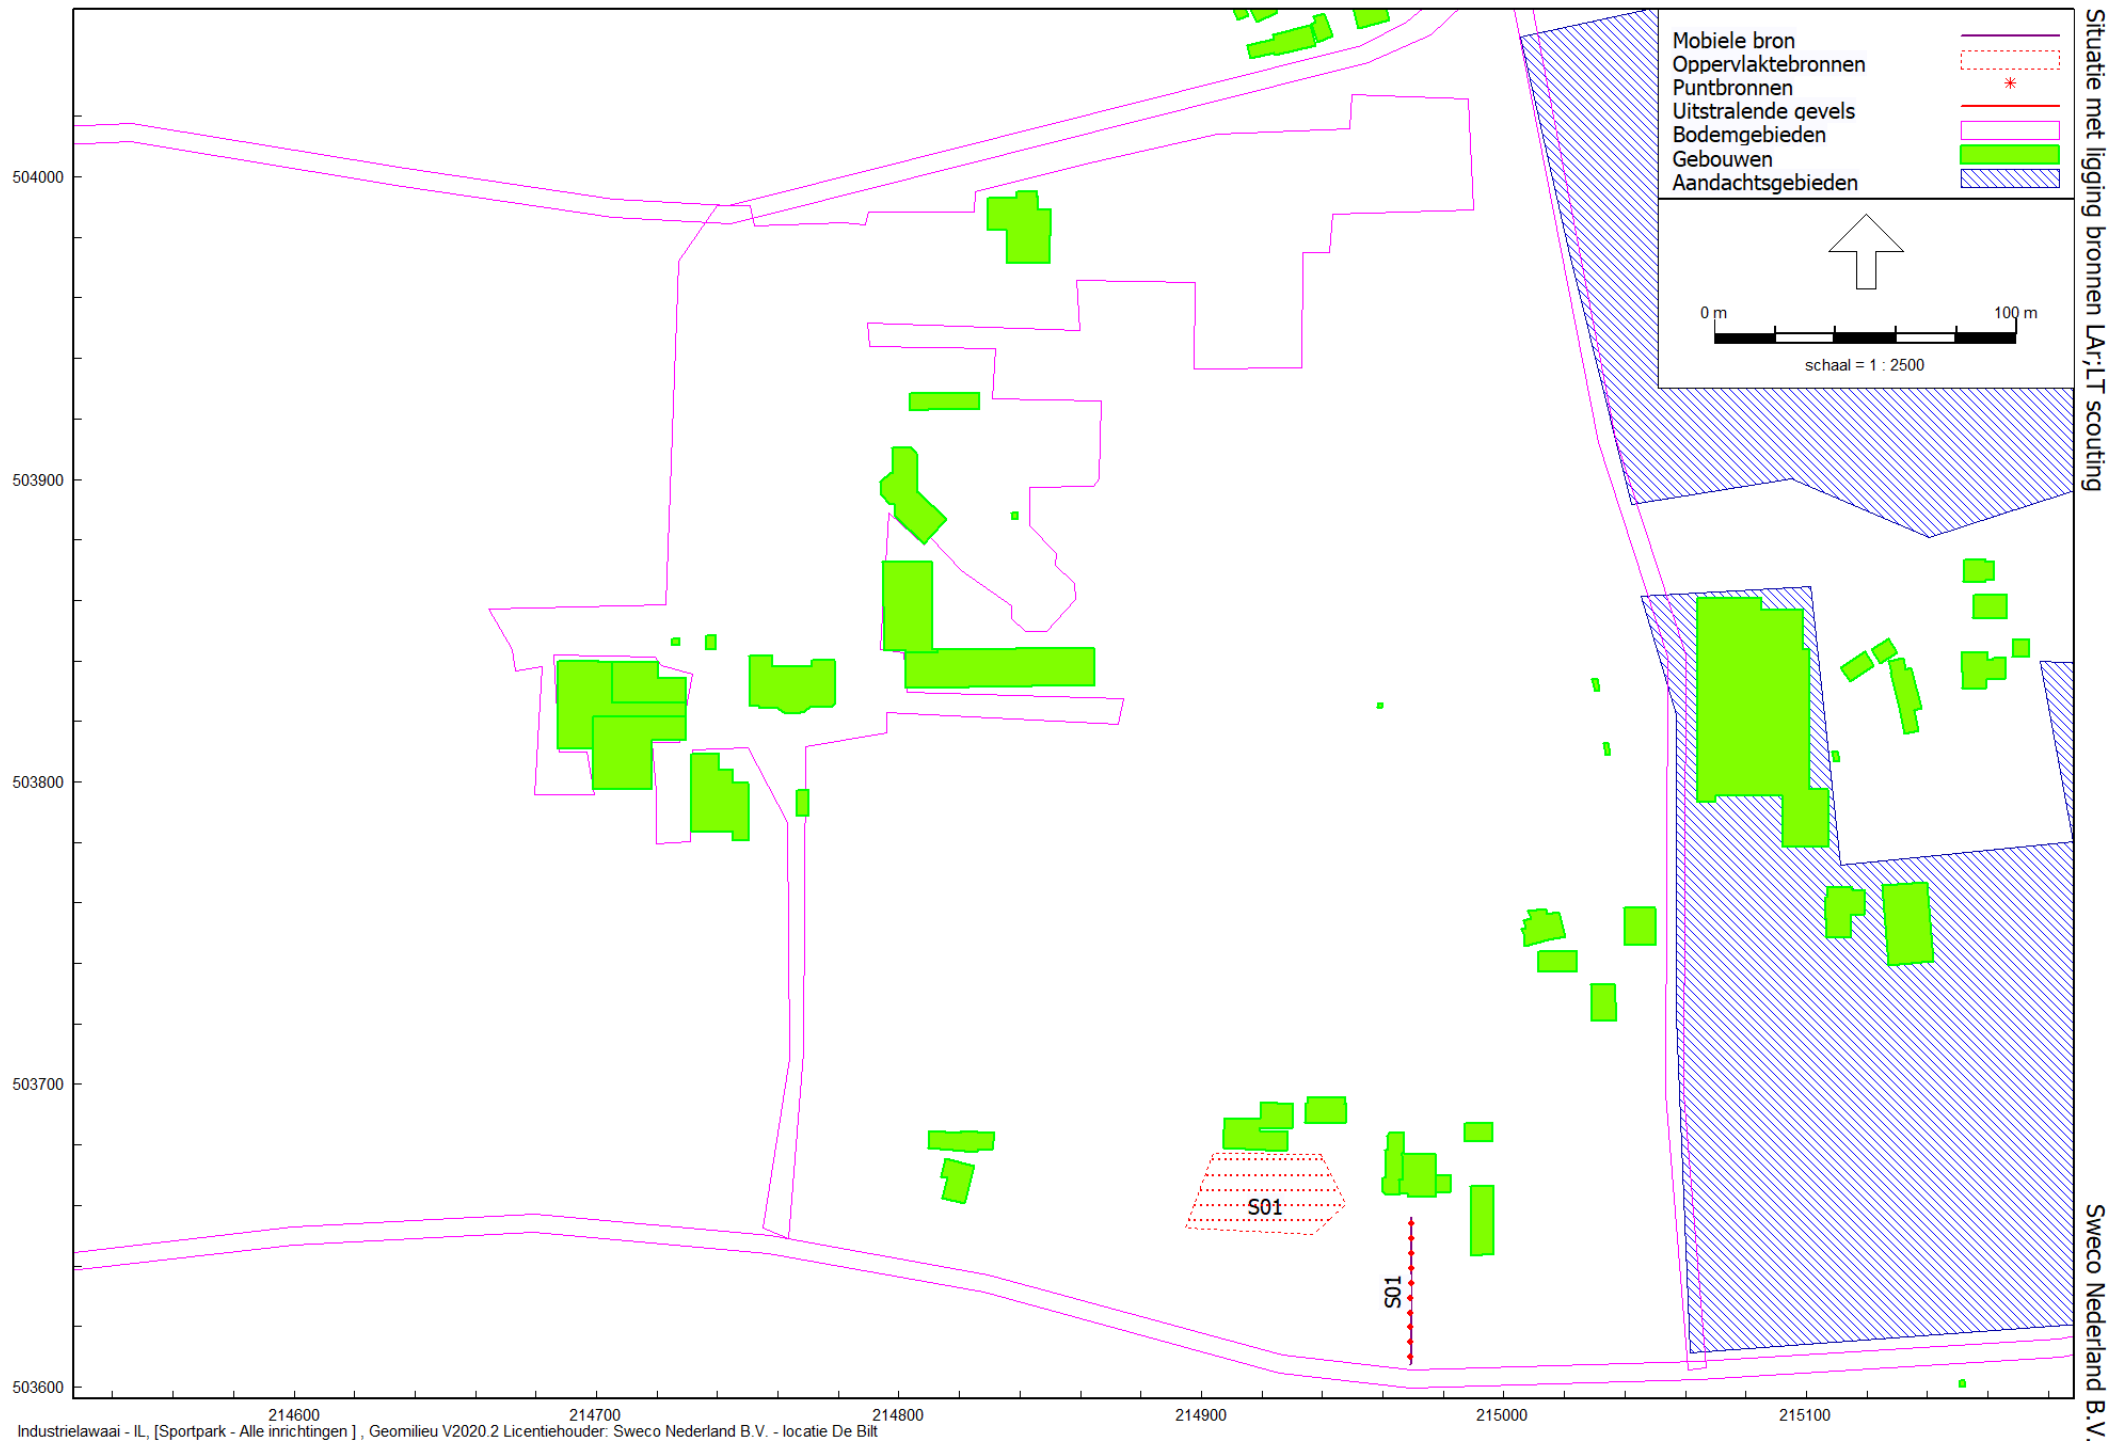 Mobiele bron
Oppervlaktebronnen
Puntbronnen
Uitstralende gevels
Bodemgebieden
Gebouwen
Aandachtsgebieden
0 m 100 m
schaal = 1 : 2500
Situatie met ligging bronnen LAr;LT scouting
Sweco Nederland B.V.
504000
503900
503800
503700
503600
S01
S01
214600 214700 214800 214900 215000 215100
Industrielawaai - IL, [Sportpark - Alle inrichtingen ] , Geomilieu V2020.2 Licentiehouder: Sweco Nederland B.V. - locatie De Bilt